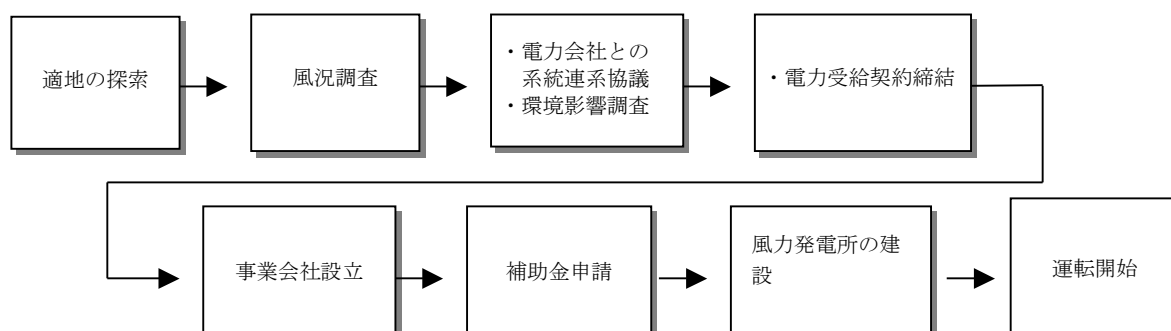 適地の探索
風況調査
・電力会社との
系統連系協議
・環境影響調査
・電力受給契約締結
事業会社設立
補助金申請
風力発電所の建
設
運転開始